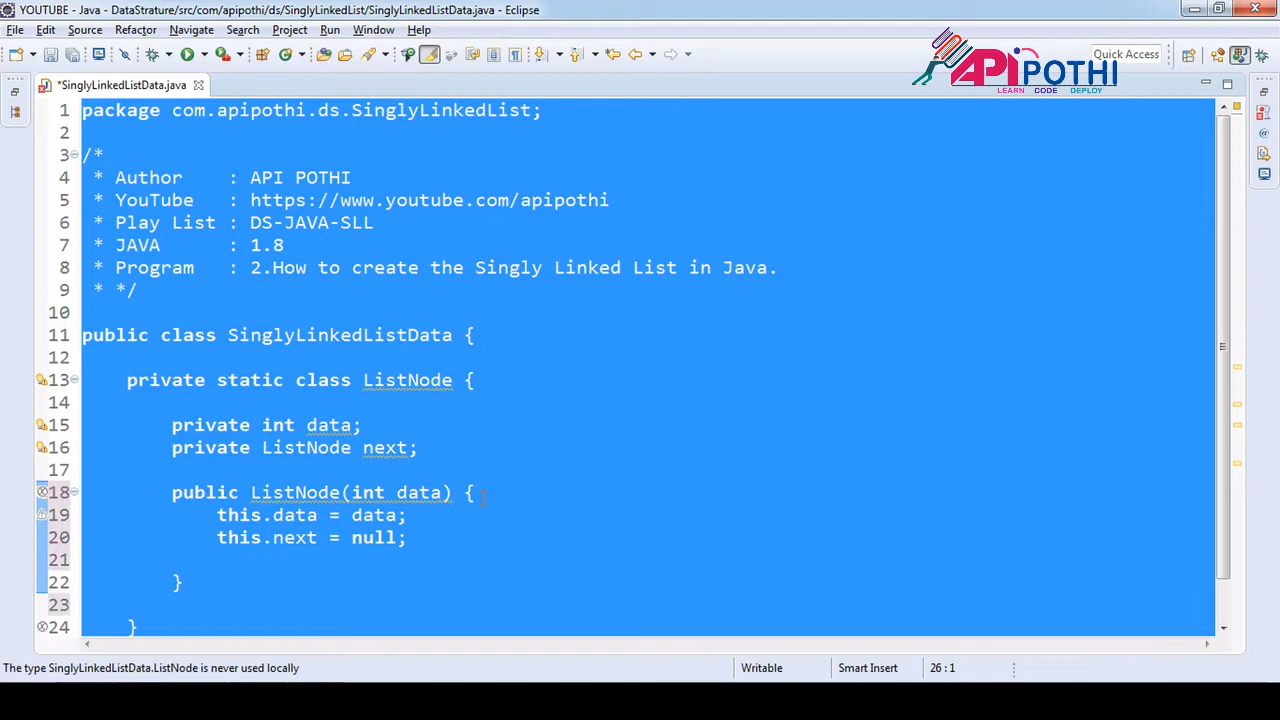 YOUTUBE - Java - DataStrature/src/com/apipothi/ds/SinglyLinkedList/SinglyLinkedListData.java - Eclipse
File Edit Source Refactor Navigate Search Project Run Window Help
Quick Access
APIPOTHI
LEARN CODE DEPLOY
*SinglyLinkedListData.java
1 package com.apipothi.ds.SinglyLinkedList;
2
3 /*
4 * Author : API POTHI
5 * YouTube : https://www.youtube.com/apipothi
6 * Play List : DS-JAVA-SLL
7 * JAVA : 1.8
8 * Program : 2.How to create the Singly Linked List in Java.
9 * */
10
11 public class SinglyLinkedListData {
12
13 private static class ListNode {
14
15 private int data;
16 private ListNode next;
17
18 public ListNode(int data) {
19 this.data = data;
20 this.next = null;
21
22 }
23
24 }
The type SinglyLinkedListData.ListNode is never used locally
Writable
Smart Insert
26 : 1